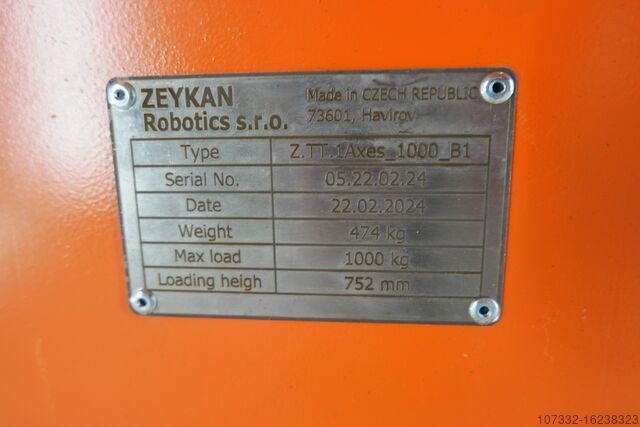 ZEYKAN
Robotics s.r.o.
Made in CZECH REPUBLIC
73601, Havirov
Type Z.TT.1Axes_1000_B1
Serial No. 05.22.02.24
Date 22.02.2024
Weight 474 kg
Max load 1000 kg
Loading heigh 752 mm
107332-16238323